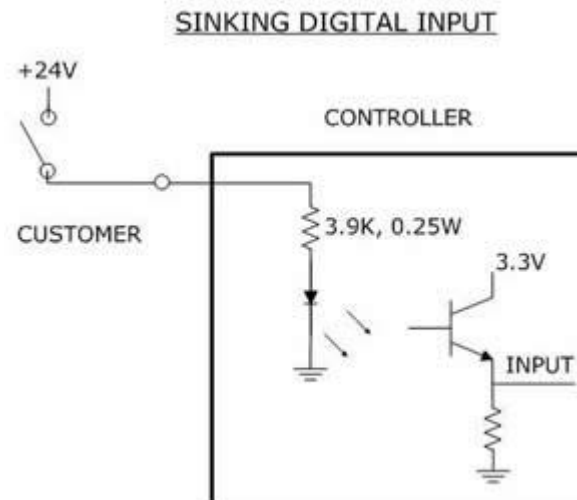 SINKING DIGITAL INPUT
+24V
CONTROLLER
CUSTOMER
3.9K, 0.25W
3.3V
INPUT